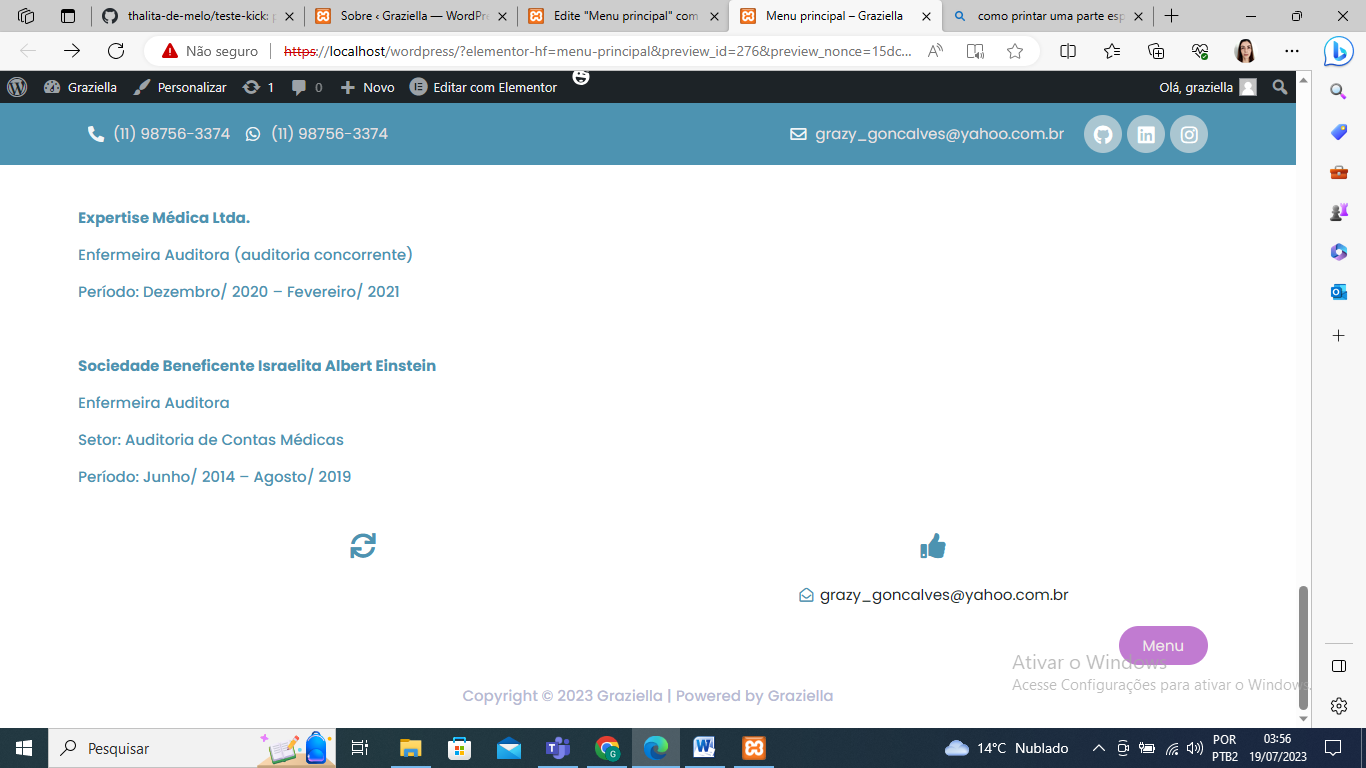 thalita-de-melo/teste-kick: p
Sobre ‹ Graziella — WordPre
Edite "Menu principal" com
Menu principal – Graziella
como printar uma parte esp
Não seguro
https://localhost/wordpress/?elementor-hf=menu-principal&preview_id=276&preview_nonce=15dc...
Graziella
Personalizar
1
0
Novo
Editar com Elementor
Olá, graziella
(11) 98756-3374
(11) 98756-3374
grazy_goncalves@yahoo.com.br
Expertise Médica Ltda.
Enfermeira Auditora (auditoria concorrente)
Período: Dezembro/ 2020 – Fevereiro/ 2021
Sociedade Beneficente Israelita Albert Einstein
Enfermeira Auditora
Setor: Auditoria de Contas Médicas
Período: Junho/ 2014 – Agosto/ 2019
grazy_goncalves@yahoo.com.br
Menu
Ativar o Windows
Acesse Configurações para ativar o Windows.
Copyright © 2023 Graziella | Powered by Graziella
Pesquisar
14°C Nublado
POR
PTB2
03:56
19/07/2023